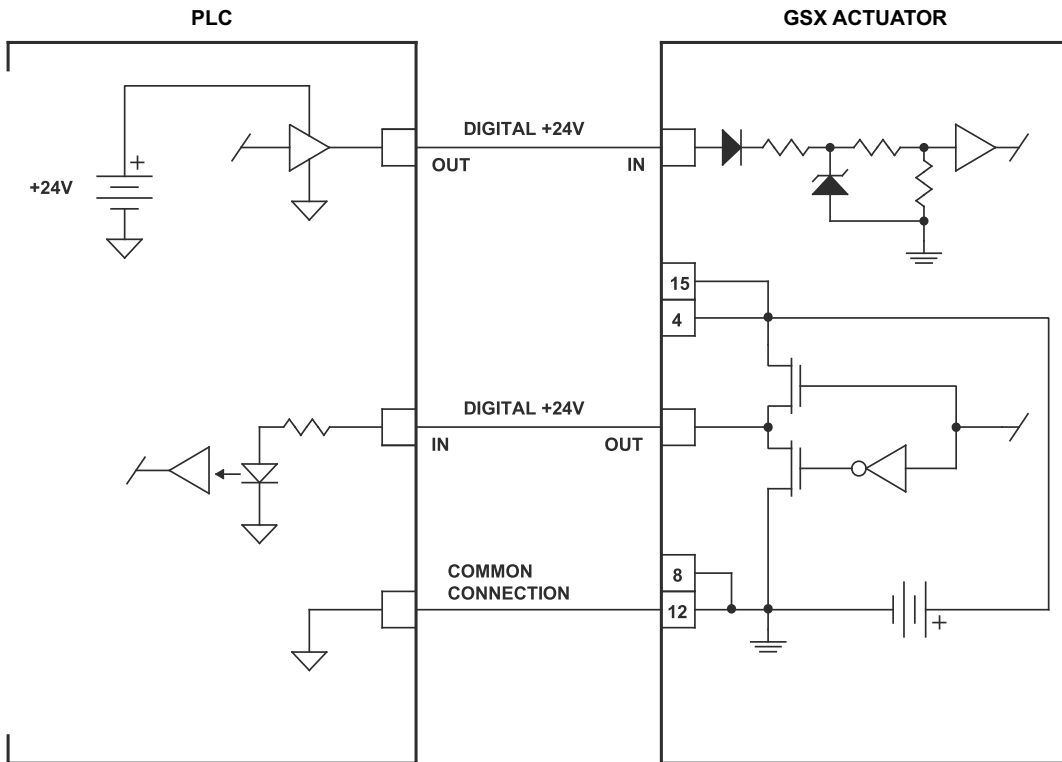 PLC
GSX ACTUATOR
DIGITAL +24V
OUT
IN
+
+24V
15
4
DIGITAL +24V
IN
OUT
COMMON
CONNECTION
8
12
+